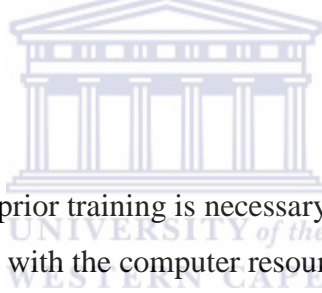 prior training is necessary
UNIVERSITY of the
with the computer resour
WESTERN CAPE